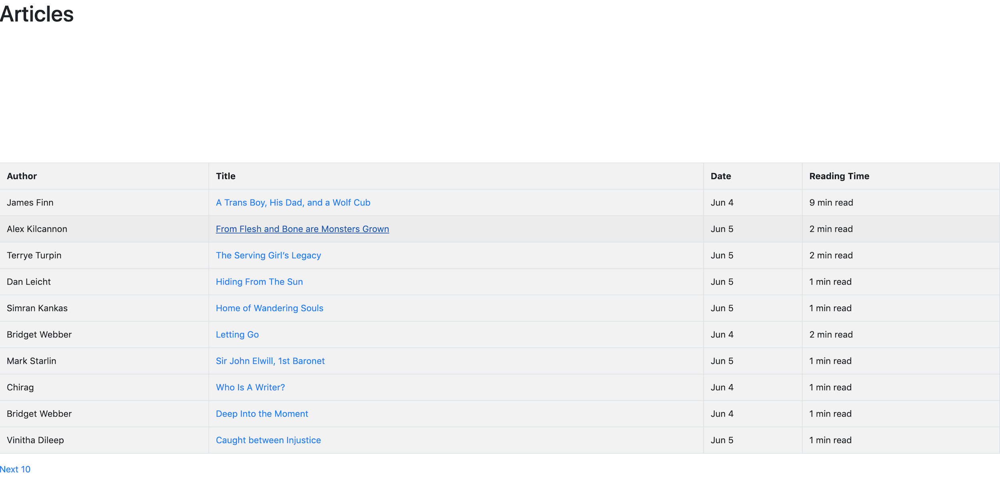 Articles
Author Title Date Reading Time
James Finn A Trans Boy, His Dad, and a Wolf Cub Jun 4 9 min read
Alex Kilcannon From Flesh and Bone are Monsters Grown Jun 5 2 min read
Terrye Turpin The Serving Girl’s Legacy Jun 5 2 min read
Dan Leicht Hiding From The Sun Jun 5 1 min read
Simran Kankas Home of Wandering Souls Jun 5 1 min read
Bridget Webber Letting Go Jun 4 2 min read
Mark Starlin Sir John Elwill, 1st Baronet Jun 5 1 min read
Chirag Who Is A Writer? Jun 4 1 min read
Bridget Webber Deep Into the Moment Jun 4 1 min read
Vinitha Dileep Caught between Injustice Jun 5 1 min read
Next 10